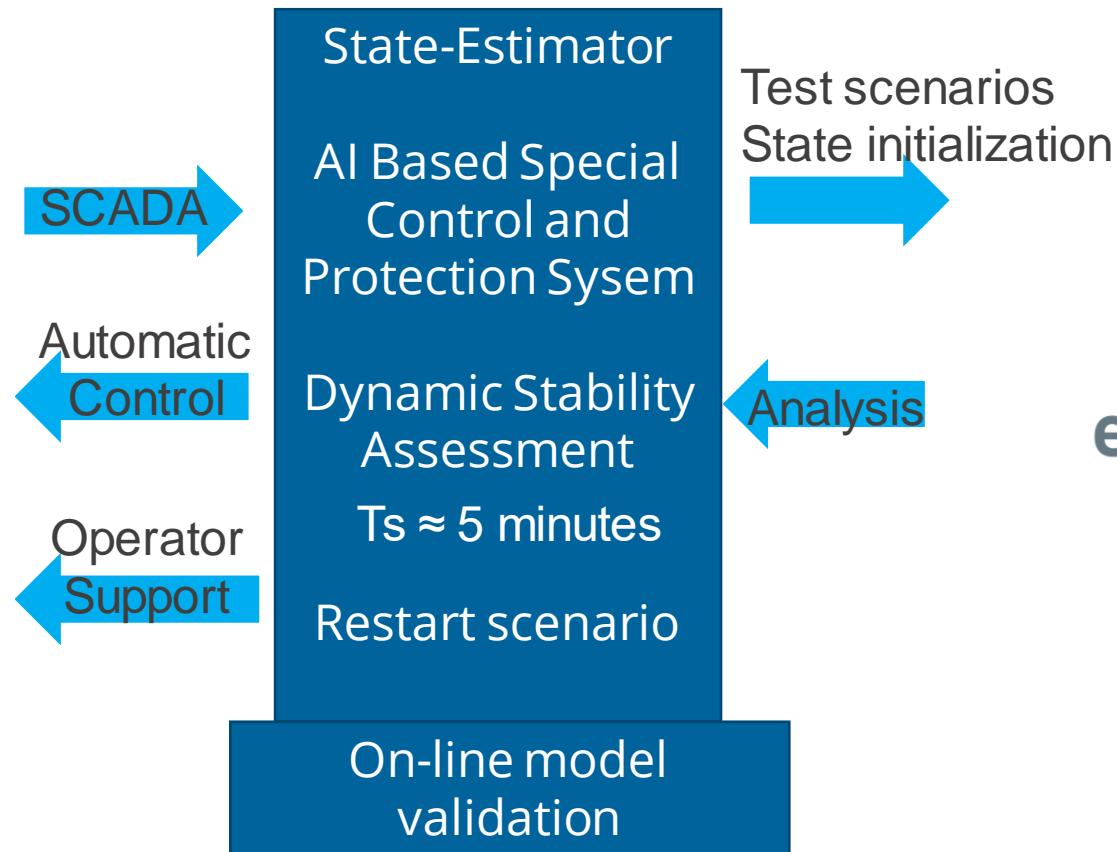 State-Estimator
AI Based Special
Control and
Protection Sysem
Dynamic Stability
Assessment
Ts ≈ 5 minutes
Restart scenario
On-line model
validation
SCADA
Automatic
Control
Operator
Support
Test scenarios
State initialization
Analysis
e